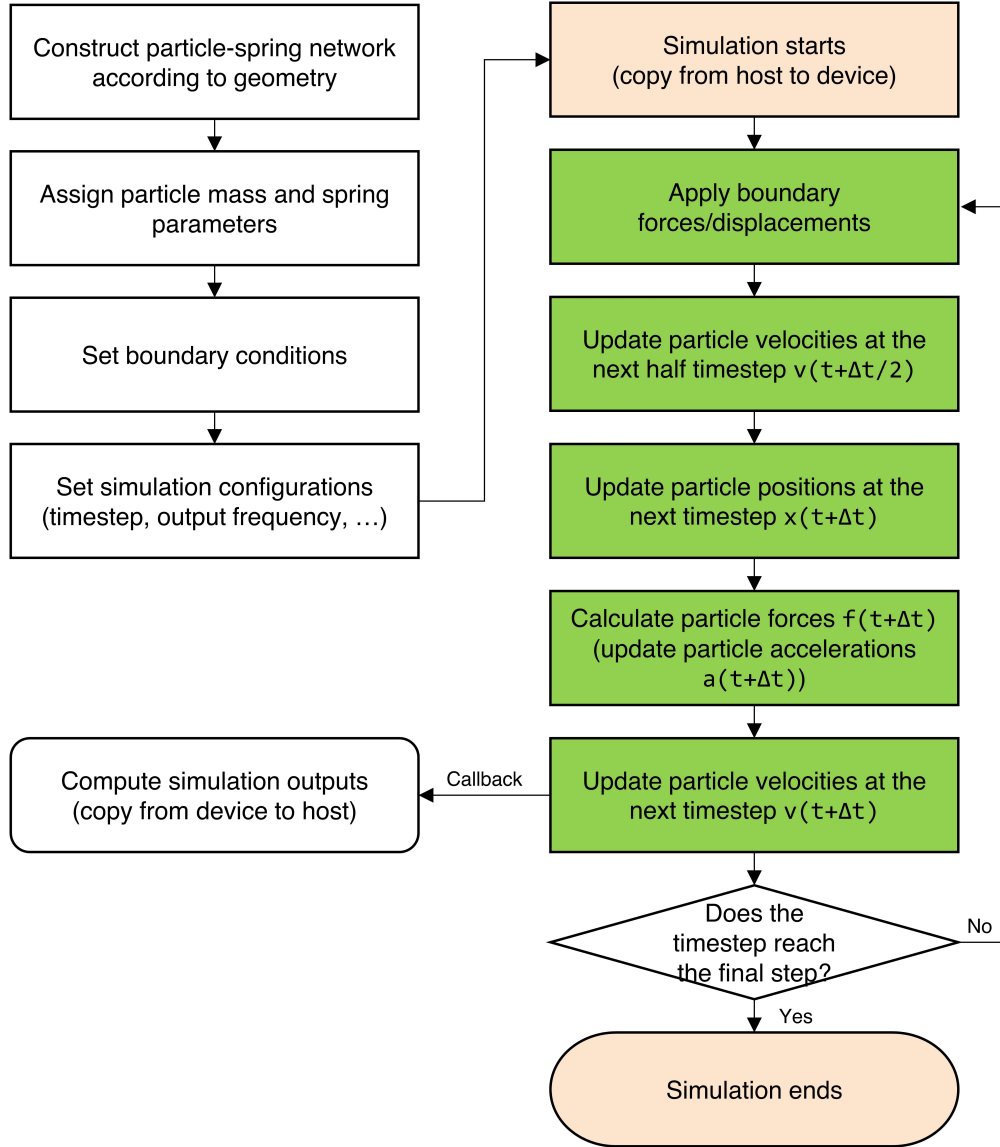 Construct particle-spring network
according to geometry
Assign particle mass and spring
parameters
Set boundary conditions
Set simulation configurations
(timestep, output frequency, …)
Simulation starts
(copy from host to device)
Apply boundary
forces/displacements
Update particle velocities at the
next half timestep v(t+Δt/2)
Update particle positions at the
next timestep x(t+Δt)
Calculate particle forces f(t+Δt)
(update particle accelerations
a(t+Δt))
Update particle velocities at the
next timestep v(t+Δt)
Callback
Compute simulation outputs
(copy from device to host)
Does the
timestep reach
the final step?
No
Yes
Simulation ends